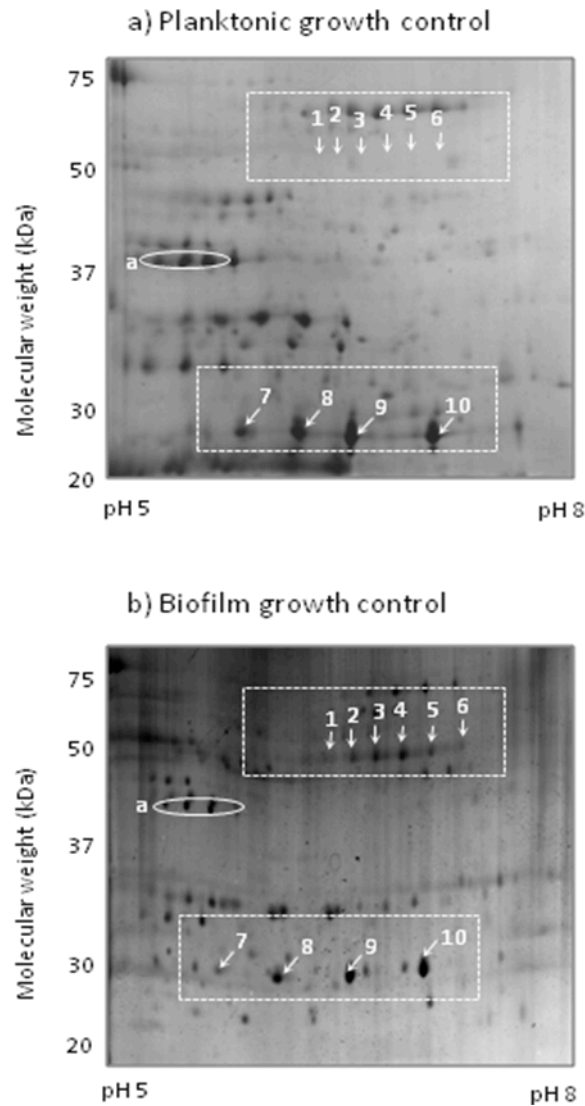 a) Planktonic growth control
75
1 2 3 4 5 6
50
a
37
Molecular weight (kDa)
7 8 9 10
30
20
pH 5 pH 8
b) Biofilm growth control
75
1 2 3 4 5 6
50
a
37
Molecular weight (kDa)
7 8 9 10
30
20
pH 5 pH 8